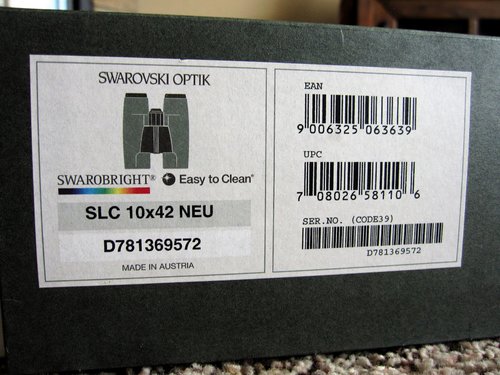 SWAROVSKI OPTIK
SWAROBRIGHT® Easy to Clean®
SLC 10x42 NEU
D781369572
MADE IN AUSTRIA
EAN
9 006325 063639
UPC
7 08026 58110 6
SER.NO. (CODE39)
D781369572